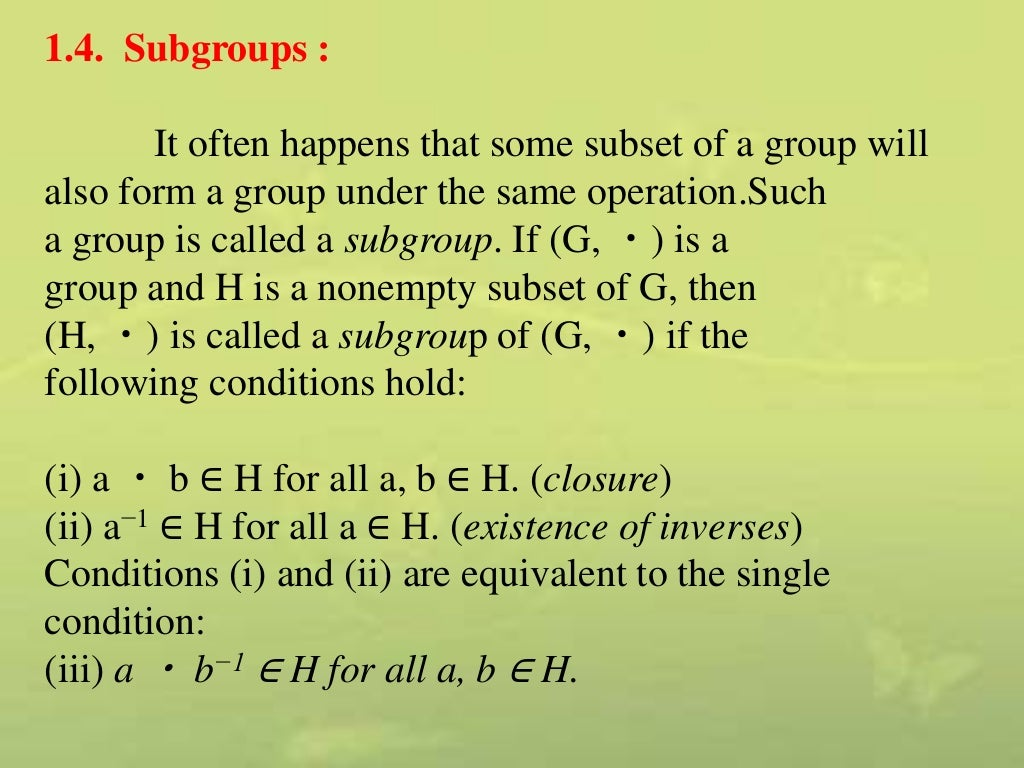 1.4. Subgroups :
It often happens that some subset of a group will
also form a group under the same operation.Such
a group is called a subgroup. If (G, ・) is a
group and H is a nonempty subset of G, then
(H, ・) is called a subgroup of (G, ・) if the
following conditions hold:
(i) a ・ b ∈ H for all a, b ∈ H. (closure)
(ii) a⁻¹ ∈ H for all a ∈ H. (existence of inverses)
Conditions (i) and (ii) are equivalent to the single
condition:
(iii) a ・ b⁻¹ ∈ H for all a, b ∈ H.